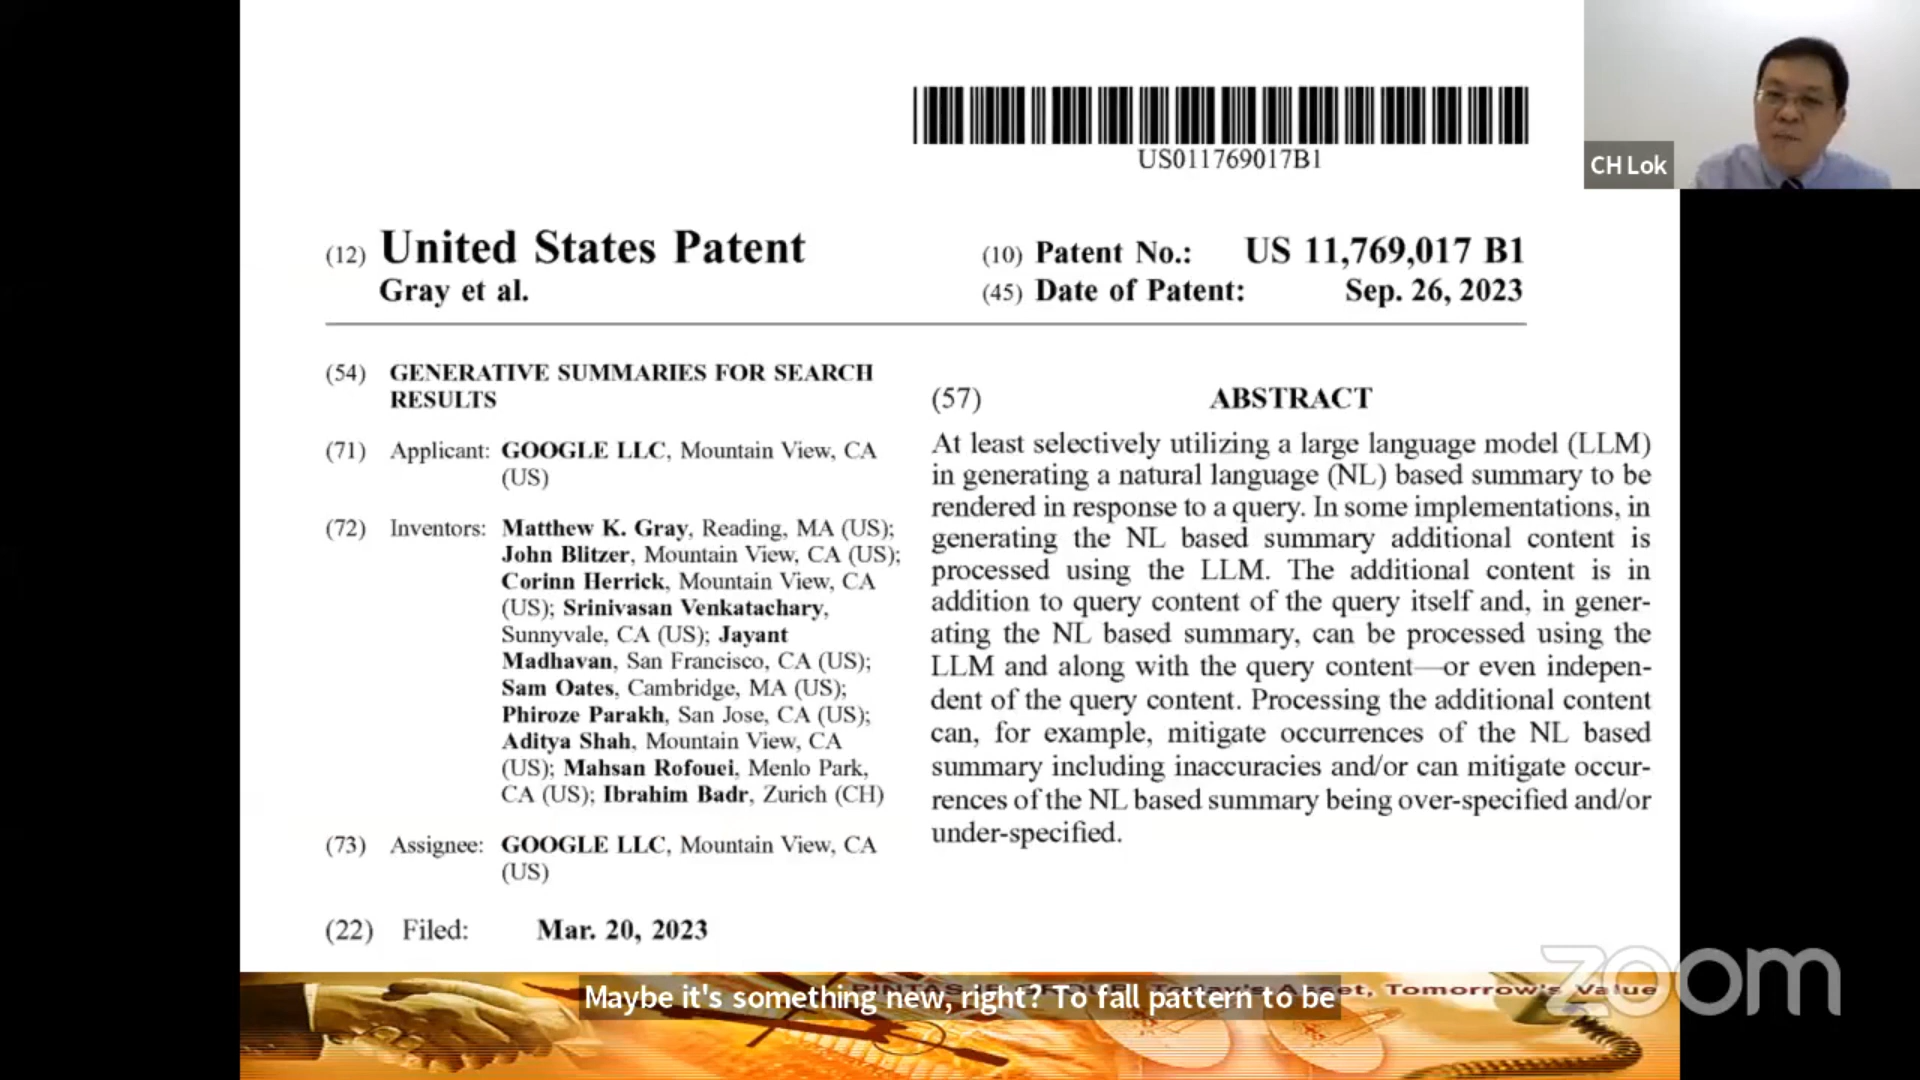 US011769017B1
CH Lok
(12) United States Patent
Gray et al.
(10) Patent No.: US 11,769,017 B1
(45) Date of Patent: Sep. 26, 2023
(54) GENERATIVE SUMMARIES FOR SEARCH
RESULTS
(71) Applicant: GOOGLE LLC, Mountain View, CA
(US)
(72) Inventors: Matthew K. Gray, Reading, MA (US);
John Blitzer, Mountain View, CA (US);
Corinn Herrick, Mountain View, CA
(US); Srinivasan Venkatachary,
Sunnyvale, CA (US); Jayant
Madhavan, San Francisco, CA (US);
Sam Oates, Cambridge, MA (US);
Phiroze Parakh, San Jose, CA (US);
Aditya Shah, Mountain View, CA
(US); Mahsan Rofouei, Menlo Park,
CA (US); Ibrahim Badr, Zurich (CH)
(73) Assignee: GOOGLE LLC, Mountain View, CA
(US)
(22) Filed: Mar. 20, 2023
(57) ABSTRACT
At least selectively utilizing a large language model (LLM)
in generating a natural language (NL) based summary to be
rendered in response to a query. In some implementations, in
generating the NL based summary additional content is
processed using the LLM. The additional content is in
addition to query content of the query itself and, in gener-
ating the NL based summary, can be processed using the
LLM and along with the query content—or even indepen-
dent of the query content. Processing the additional content
can, for example, mitigate occurrences of the NL based
summary including inaccuracies and/or can mitigate occur-
rences of the NL based summary being over-specified and/or
under-specified.
Maybe it's something new, right? To fall pattern to be
Tomorrow's Value
zoom